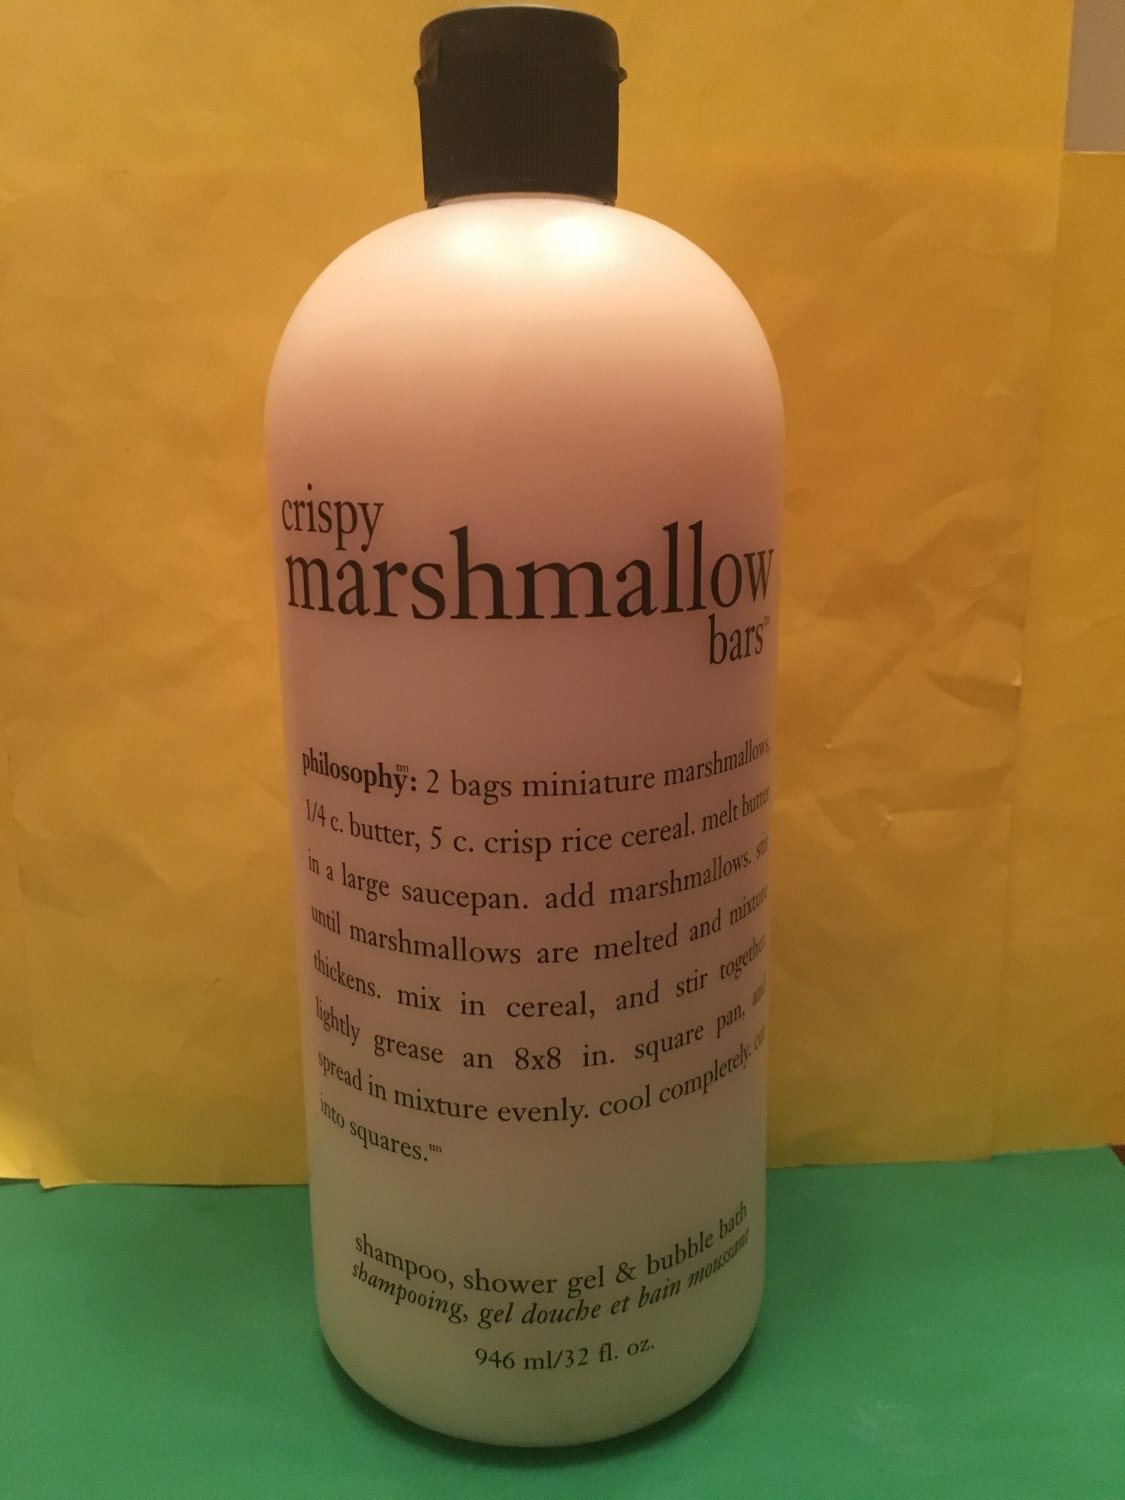 crispy
marshmallow
bars™
philosophy™: 2 bags miniature marshmallows,
1/4 c. butter, 5 c. crisp rice cereal. melt butter
in a large saucepan. add marshmallows. stir
until marshmallows are melted and mixture
thickens. mix in cereal, and stir together.
lightly grease an 8x8 in. square pan, and
spread in mixture evenly. cool completely. cut
into squares.™
shampoo, shower gel & bubble bath
shampooing, gel douche et bain moussant
946 ml/32 fl. oz.